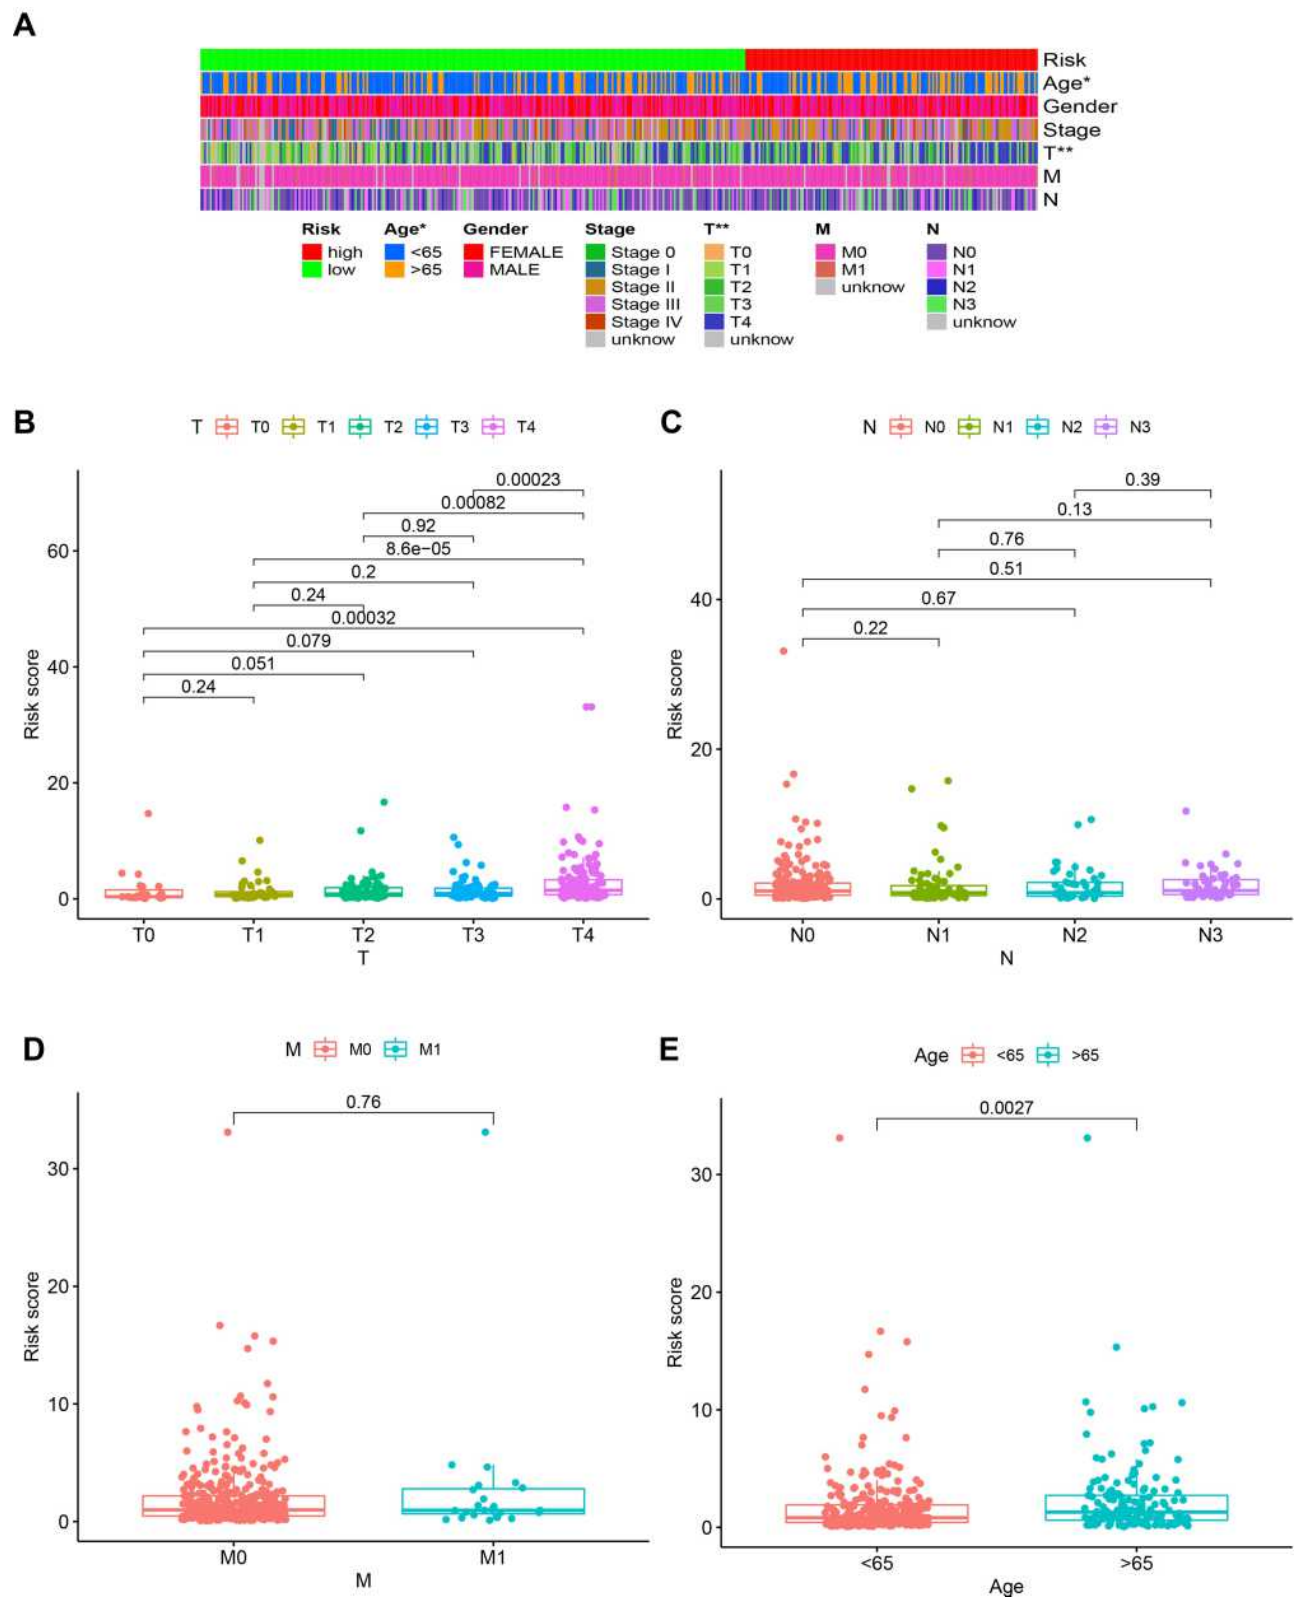 A
Risk
Age*
Gender
Stage
T**
M
N
Risk Age* Gender Stage T** M N
high <65 FEMALE Stage 0 T0 M0 N0
low >65 MALE Stage I T1 M1 N1
Stage II T2 unknow N2
Stage III T3 N3
Stage IV T4 unknow
unknow unknow
B
T T0 T1 T2 T3 T4
0.00023
0.00082
0.92
8.6e−05
0.2
0.24
0.00032
0.079
0.051
0.24
60
40
20
0
Risk score
T0 T1 T2 T3 T4
T
C
N N0 N1 N2 N3
0.39
0.13
0.76
0.51
0.67
0.22
40
20
0
Risk score
N0 N1 N2 N3
N
D
M M0 M1
0.76
30
20
10
0
Risk score
M0 M1
M
E
Age <65 >65
0.0027
30
20
10
0
Risk score
<65 >65
Age